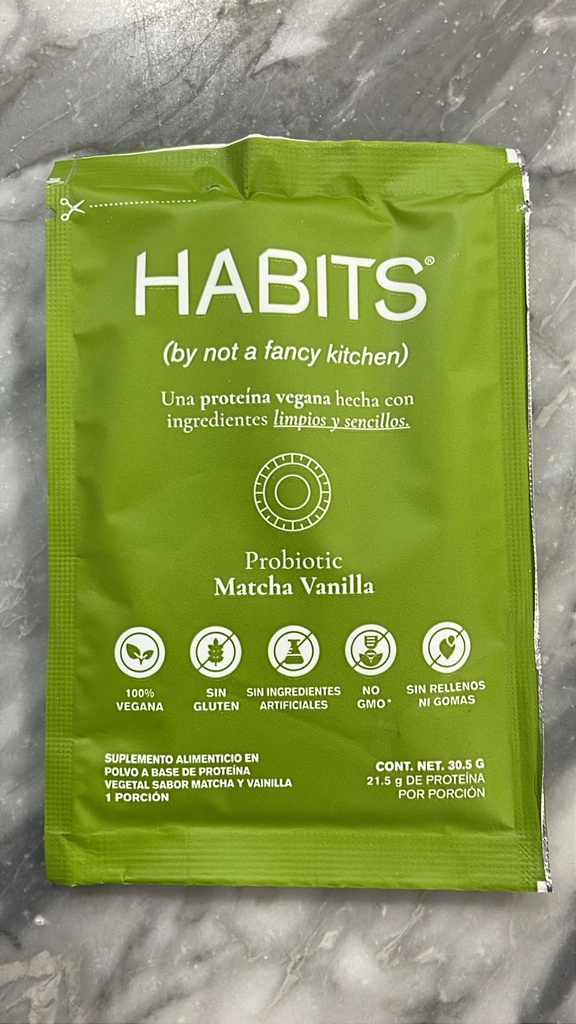 HABITS®
(by not a fancy kitchen)
Una proteína vegana hecha con
ingredientes limpios y sencillos.
Probiotic
Matcha Vanilla
100%
VEGANA
SIN
GLUTEN
SIN INGREDIENTES
ARTIFICIALES
NO
GMO*
SIN RELLENOS
NI GOMAS
SUPLEMENTO ALIMENTICIO EN
POLVO A BASE DE PROTEÍNA
VEGETAL SABOR MATCHA Y VAINILLA
1 PORCIÓN
CONT. NET. 30.5 G
21.5 g DE PROTEÍNA
POR PORCIÓN